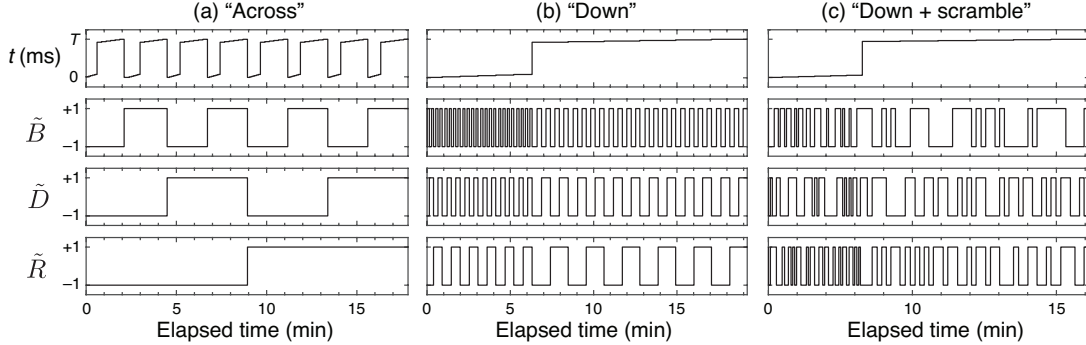 (a) “Across” (b) “Down” (c) “Down + scramble”
t (ms) T 0
B̃ +1 −1
D̃ +1 −1
R̃ +1 −1
0 5 10 15 0 5 10 15 0 10 15
Elapsed time (min) Elapsed time (min) Elapsed time (min)